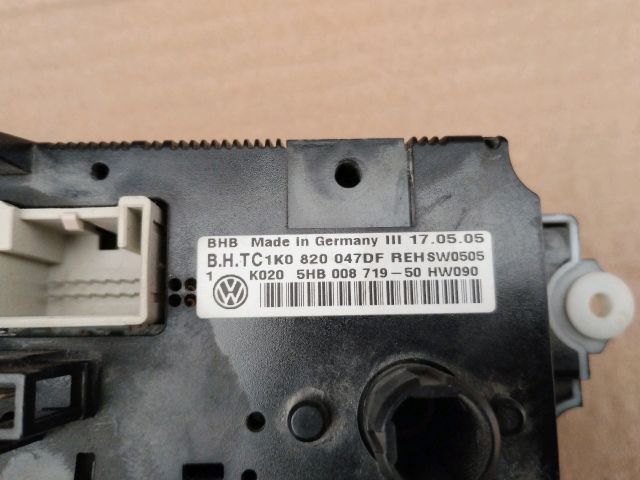 BHB Made in Germany III 17.05.05
B.H.TC1K0 820 047DF REH SW0505
1 K020 5HB 008 719-50 HW090